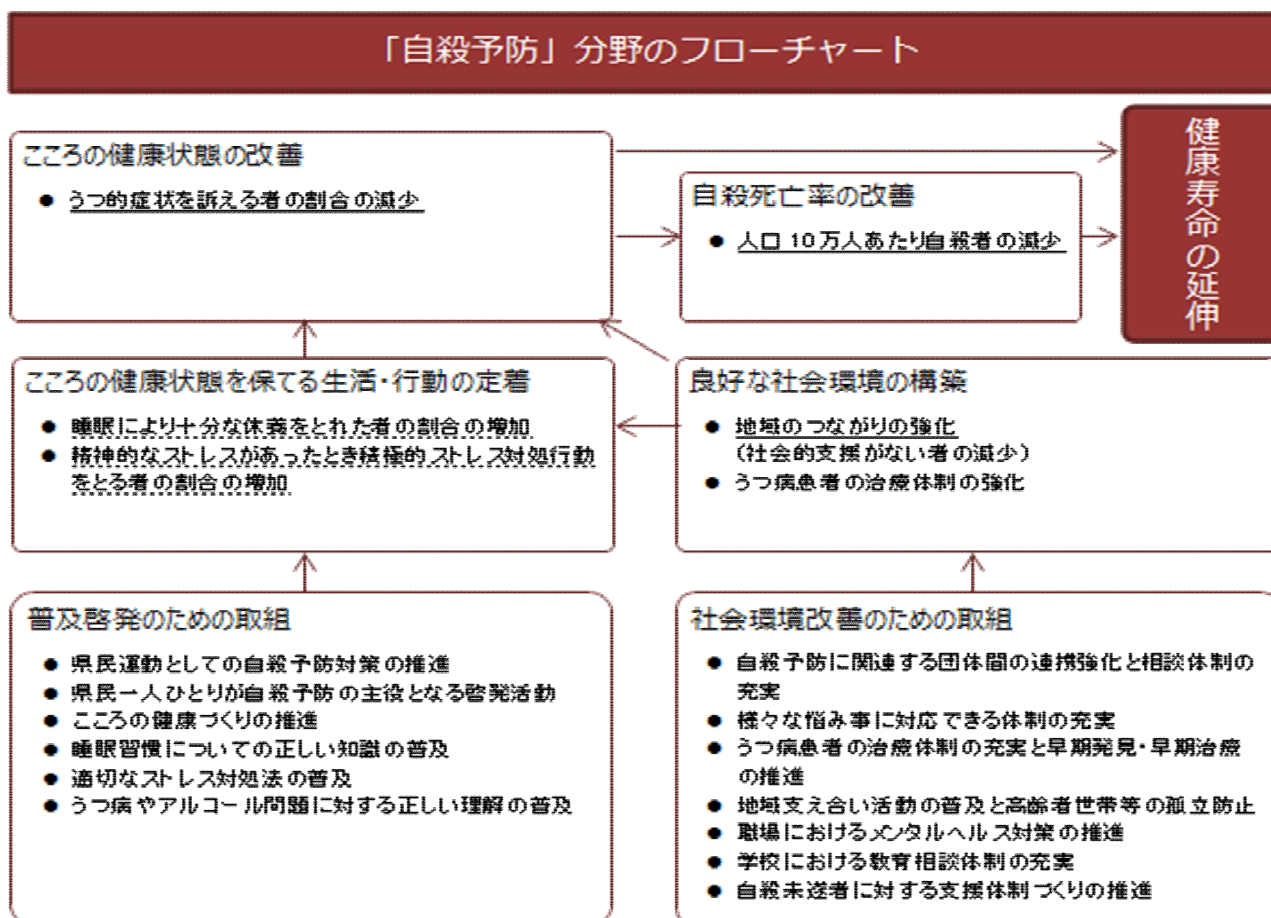 「自殺予防」分野のフローチャート
こころの健康状態の改善
● うつ的症状を訴える者の割合の減少
自殺死亡率の改善
● 人口 10 万人あたり自殺者の減少
健康寿命の延伸
こころの健康状態を保てる生活・行動の定着
● 睡眠により十分な休養をとれた者の割合の増加
● 精神的なストレスがあったとき積極的ストレス対処行動
をとる者の割合の増加
良好な社会環境の構築
● 地域のつながりの強化
(社会的支援がない者の減少)
● うつ病患者の治療体制の強化
普及啓発のための取組
● 県民運動としての自殺予防対策の推進
● 県民一人ひとりが自殺予防の主役となる啓発活動
● こころの健康づくりの推進
● 睡眠習慣についての正しい知識の普及
● 適切なストレス対処法の普及
● うつ病やアルコール問題に対する正しい理解の普及
社会環境改善のための取組
● 自殺予防に関連する団体間の連携強化と相談体制の
充実
● 様々な悩み事に対応できる体制の充実
● うつ病患者の治療体制の充実と早期発見・早期治療
の推進
● 地域支え合い活動の普及と高齢者世帯等の孤立防止
● 職場におけるメンタルヘルス対策の推進
● 学校における教育相談体制の充実
● 自殺未遂者に対する支援体制づくりの推進